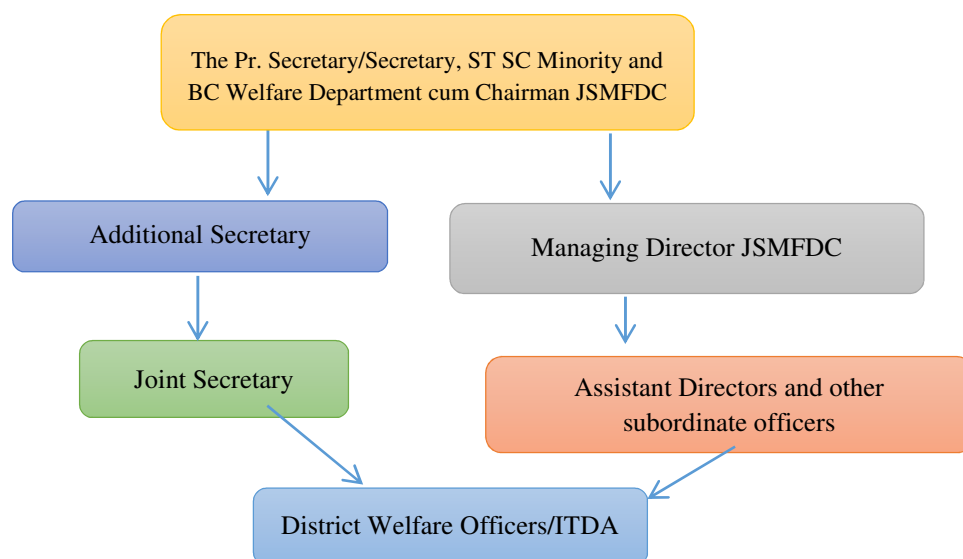 The Pr. Secretary/Secretary, ST SC Minority and
BC Welfare Department cum Chairman JSMFDC
Additional Secretary
Managing Director JSMFDC
Joint Secretary
Assistant Directors and other
subordinate officers
District Welfare Officers/ITDA